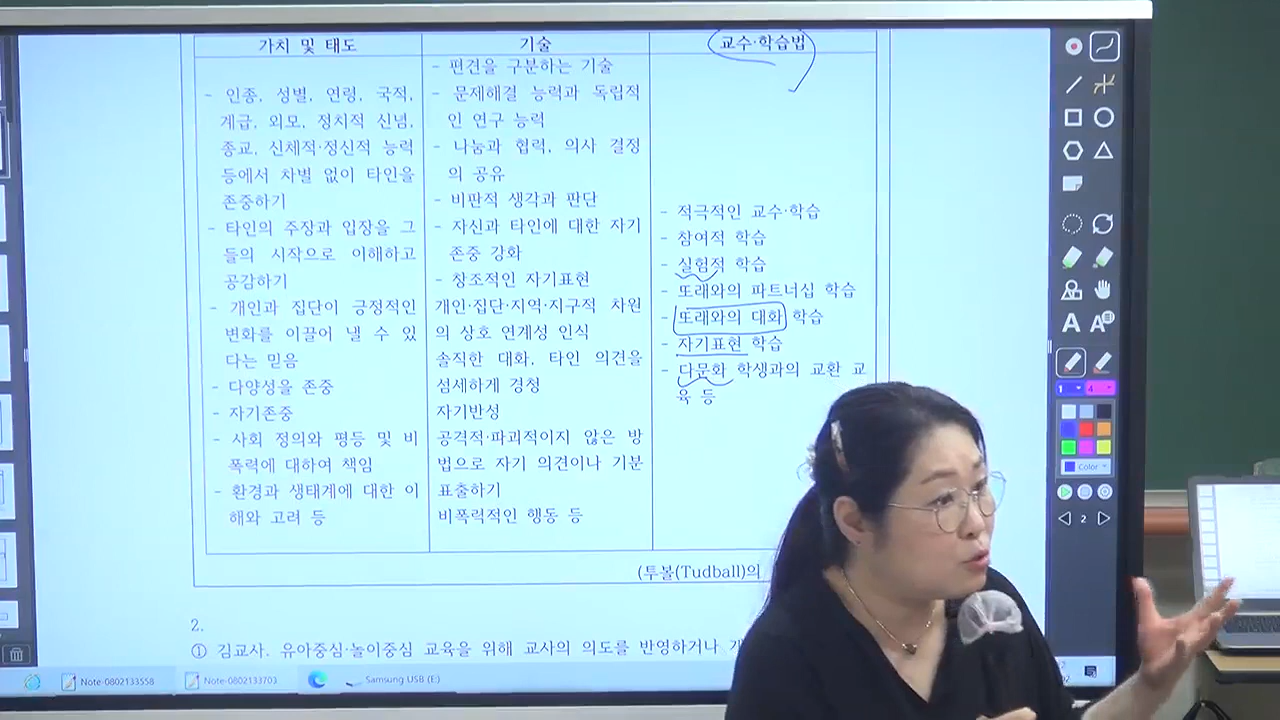 가치 및 태도
- 인종, 성별, 연령, 국적,
계급, 외모, 정치적 신념,
종교, 신체적·정신적 능력
등에서 차별 없이 타인을
존중하기
- 타인의 주장과 입장을 그
들의 시작으로 이해하고
공감하기
- 개인과 집단이 긍정적인
변화를 이끌어 낼 수 있
다는 믿음
- 다양성을 존중
- 자기존중
- 사회 정의와 평등 및 비
폭력에 대하여 책임
- 환경과 생태계에 대한 이
해와 고려 등
기술
- 편견을 구분하는 기술
- 문제해결 능력과 독립적
인 연구 능력
- 나눔과 협력, 의사 결정
의 공유
- 비판적 생각과 판단
- 자신과 타인에 대한 자기
존중 강화
- 창조적인 자기표현
개인·집단·지역·지구적 차원
의 상호 연계성 인식
솔직한 대화, 타인 의견을
섬세하게 경청
자기반성
공격적·파괴적이지 않은 방
법으로 자기 의견이나 기분
표출하기
비폭력적인 행동 등
교수·학습법
- 적극적인 교수·학습
- 참여적 학습
- 실험적 학습
- 또래와의 파트너십 학습
- 또래와의 대화 학습
- 자기표현 학습
- 다문화 학생과의 교환 교
육 등
(투볼(Tudball)의
2.
① 김교사. 유아중심·놀이중심 교육을 위해 교사의 의도를 반영하거나
Note-0802133558
Note-0802133703
Samsung USB (E:)
A
A
1
4
Color
2